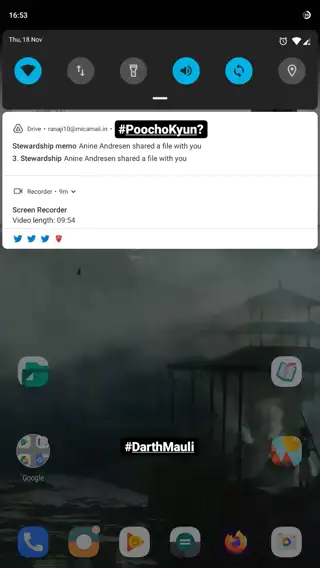 16:53
Thu, 18 Nov
Drive • ranaji10@micamail.in •
#PoochoKyun?
Stewardship memo Anine Andresen shared a file with you
3. Stewardship Anine Andresen shared a file with you
Recorder • 9m
Screen Recorder
Video length: 09:54
#DarthMauli
Google